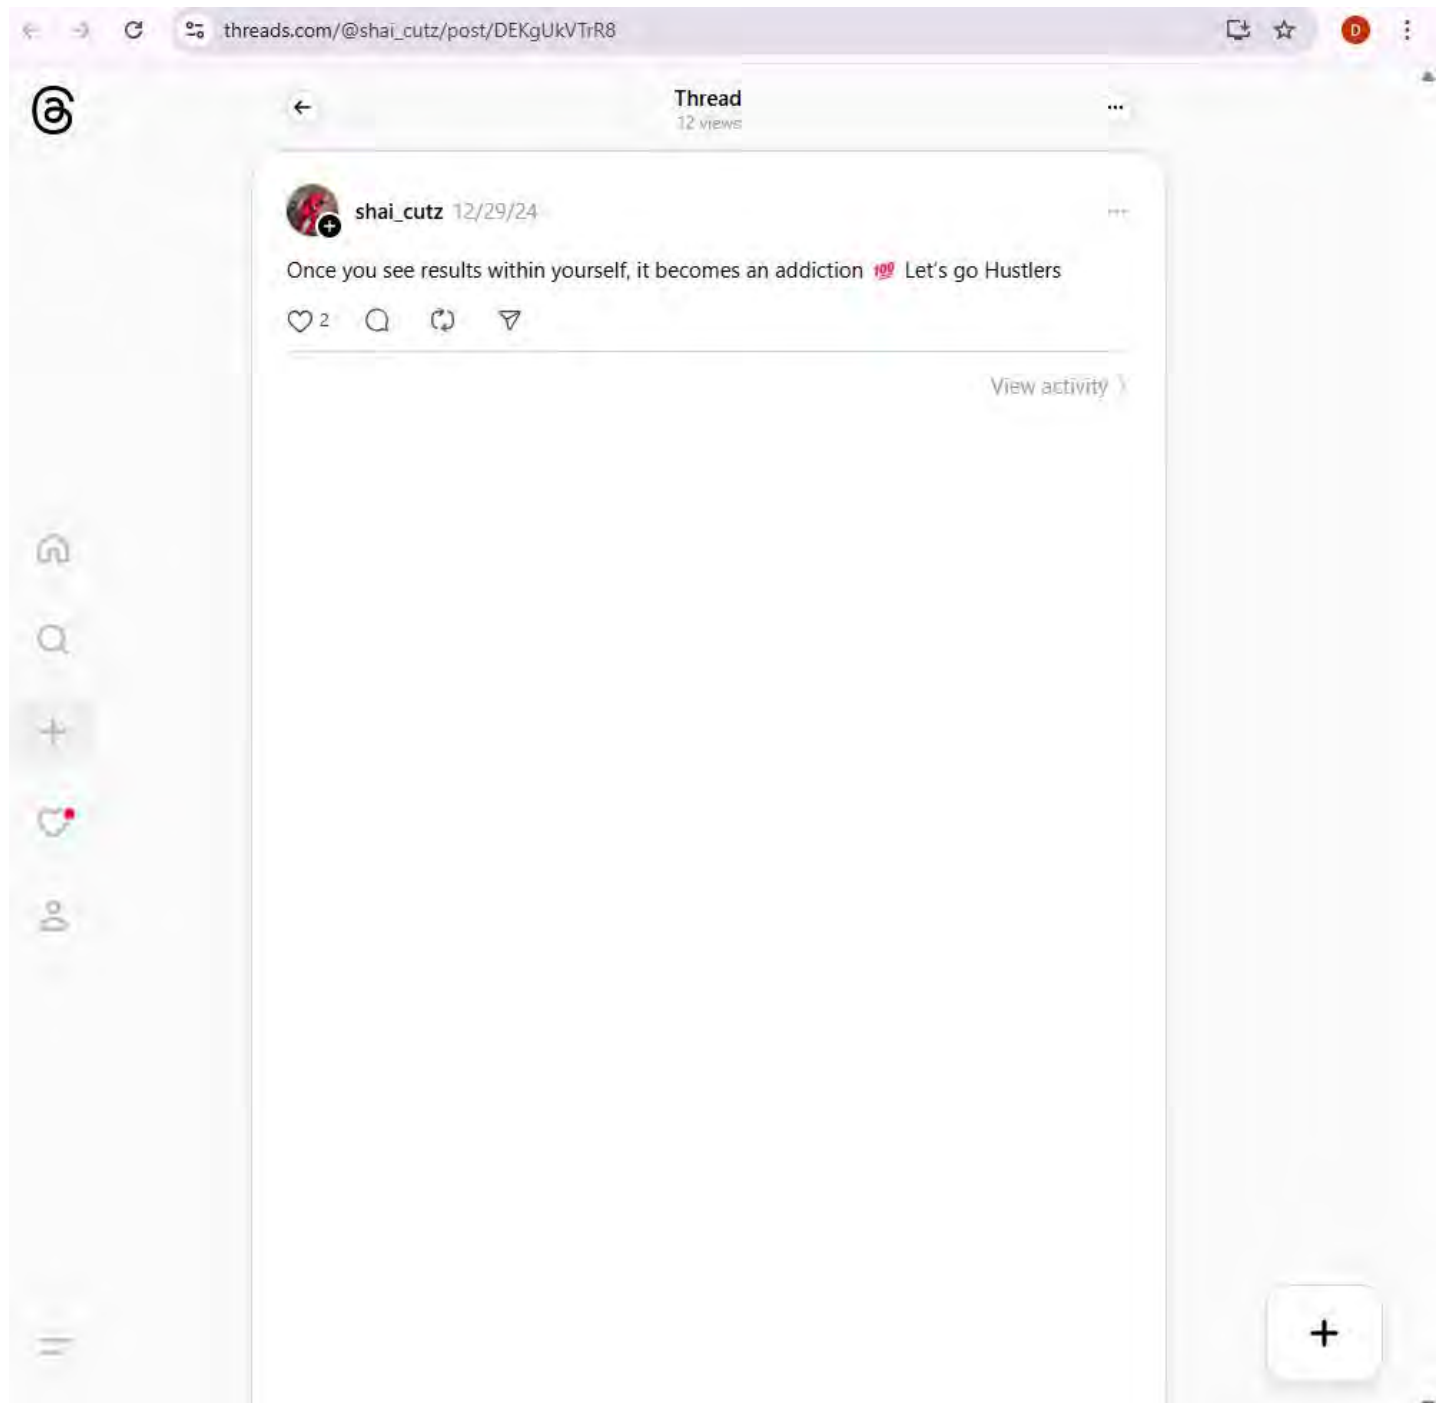 threads.com/@shai_cutz/post/DEKgUkVTrR8
D
Thread
12 views
shai_cutz 12/29/24
Once you see results within yourself, it becomes an addiction 💯 Let's go Hustlers
2
View activity